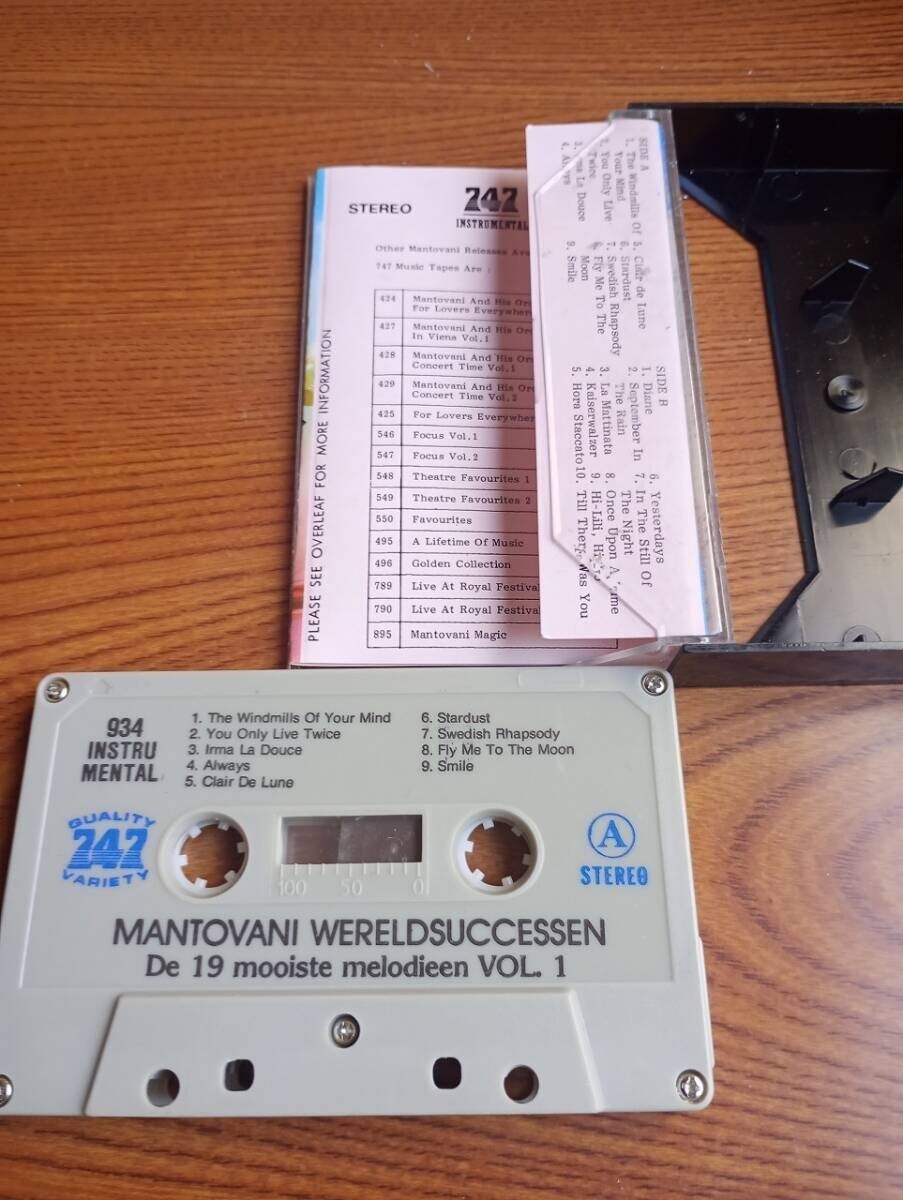 STEREO
747
INSTRUMENTAL
Other Mantovani Releases
747 Music Tapes Are :
424 Mantovani And His
For Lovers Everywhere
427 Mantovani And His
In Viena Vol.1
428 Mantovani And His
Concert Time Vol.1
429 Mantovani And His
Concert Time Vol.2
425 For Lovers Everywhere
546 Focus Vol.1
547 Focus Vol.2
548 Theatre Favourites 1
549 Theatre Favourites 2
550 Favourites
495 A Lifetime Of Music
496 Golden Collection
789 Live At Royal Festival
790 Live At Royal Festival
895 Mantovani Magic
PLEASE SEE OVERLEAF FOR MORE INFORMATION
SIDE A
1. The Windmills Of
Your Mind
2. You Only Live
Twice
3. Irma La Douce
4. Always
5. Clair de Lune
6. Stardust
7. Swedish Rhapsody
8. Fly Me To The
Moon
9. Smile
SIDE B
1. Diane
2. September In
The Rain
3. La Mattinata
4. Kaiserwalzer
5. Hora Staccato
6. Yesterdays
7. In The Still Of
The Night
8. Once Upon A Time
9. Hi-Lili,
10. Till There Was You
934
INSTRU
MENTAL
1. The Windmills Of Your Mind
2. You Only Live Twice
3. Irma La Douce
4. Always
5. Clair De Lune
6. Stardust
7. Swedish Rhapsody
8. Fly Me To The Moon
9. Smile
QUALITY
747
VARIETY
A
STEREO
100 50 0
MANTOVANI WERELDSUCCESSEN
De 19 mooiste melodieen VOL. 1